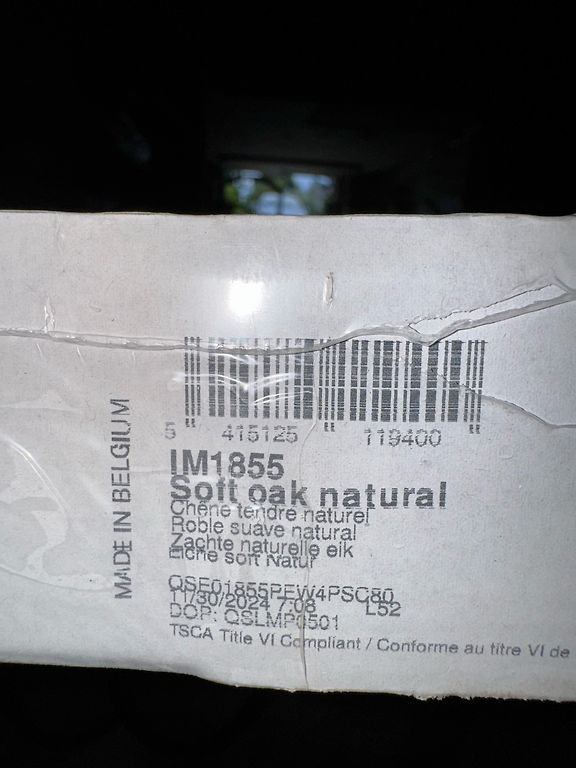 5 415125 119400
MADE IN BELGIUM
IM1855
Soft oak natural
Chêne tendre naturel
Roble suave natural
Zachte naturelle eik
Eiche soft Natur
QSF01855PEW4PSC80
11/30/2024 7:08 L52
DOP: QSLMP0501
TSCA Title VI Compliant / Conforme au titre VI de